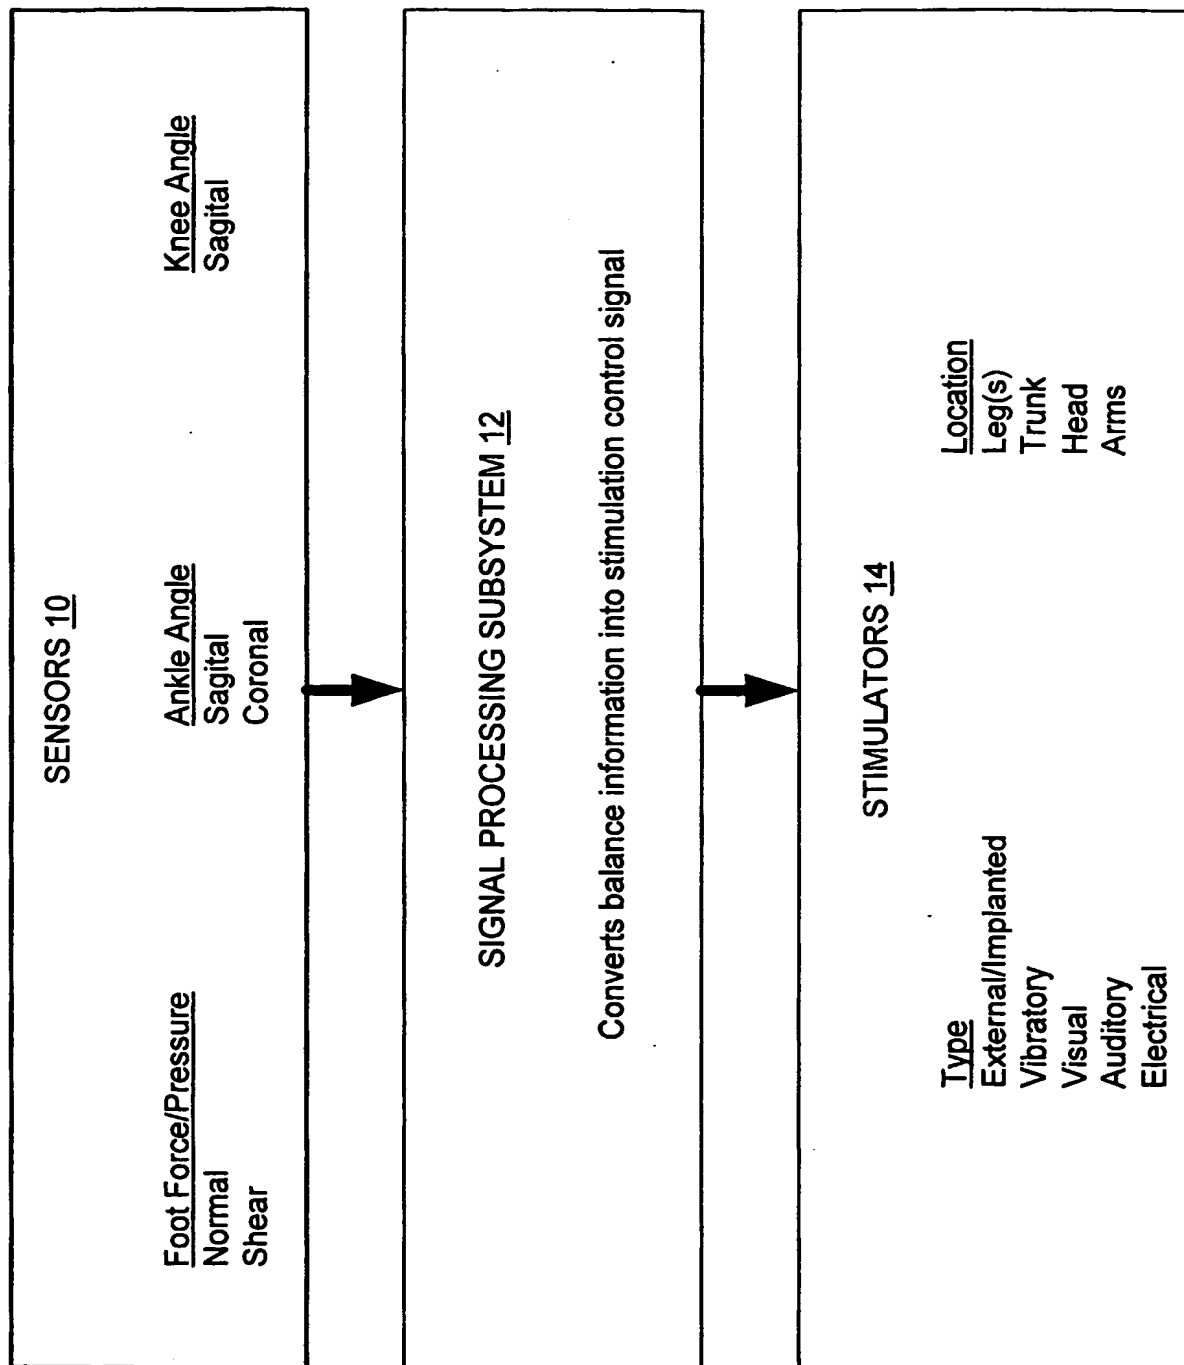 SENSORS 10
Foot Force/Pressure
Normal
Shear
Ankle Angle
Sagital
Coronal
Knee Angle
Sagital
SIGNAL PROCESSING SUBSYSTEM 12
Converts balance information into stimulation control signal
STIMULATORS 14
Type
External/Implanted
Vibratory
Visual
Auditory
Electrical
Location
Leg(s)
Trunk
Head
Arms